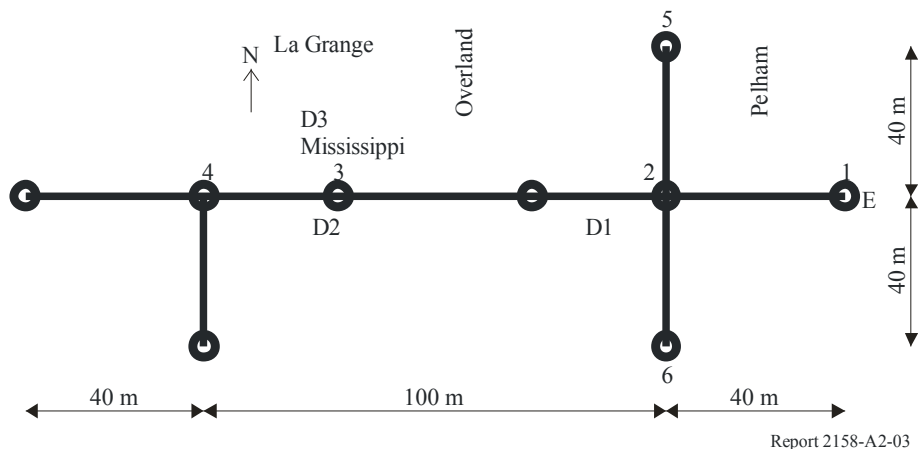 5
La Grange
N
Overland
Pelham
40 m
D3
Mississippi
4
3
2
1
E
D2
D1
40 m
6
40 m
100 m
40 m
Report 2158-A2-03